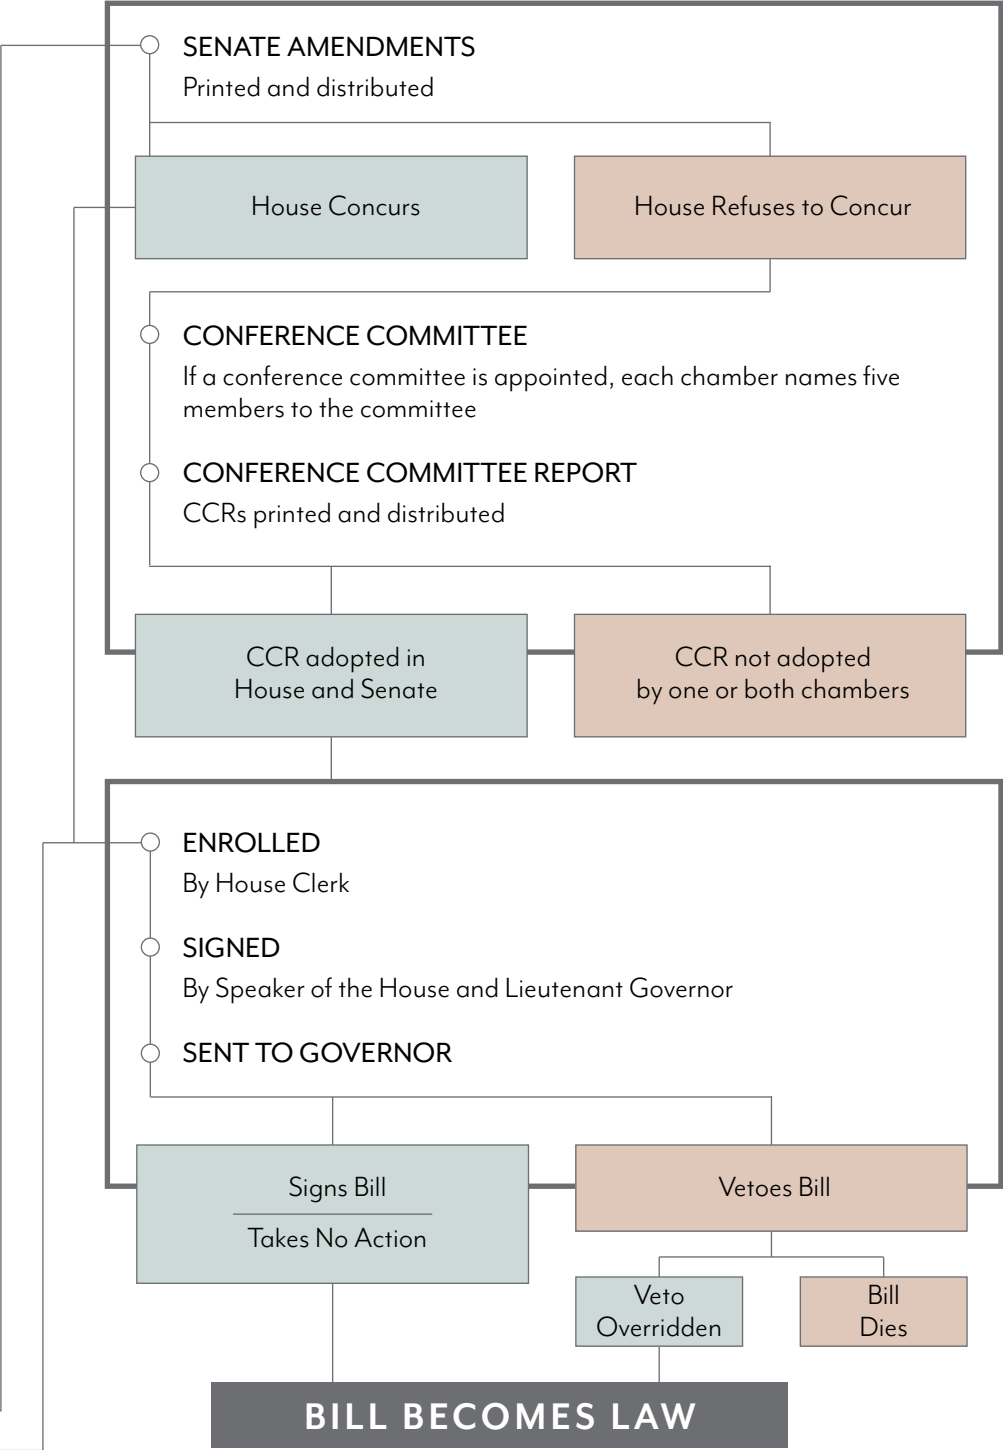 SENATE AMENDMENTS
Printed and distributed
House Concurs
House Refuses to Concur
CONFERENCE COMMITTEE
If a conference committee is appointed, each chamber names five
members to the committee
CONFERENCE COMMITTEE REPORT
CCRs printed and distributed
CCR adopted in
House and Senate
CCR not adopted
by one or both chambers
ENROLLED
By House Clerk
SIGNED
By Speaker of the House and Lieutenant Governor
SENT TO GOVERNOR
Signs Bill
Takes No Action
Vetoes Bill
Veto
Overridden
Bill
Dies
BILL BECOMES LAW